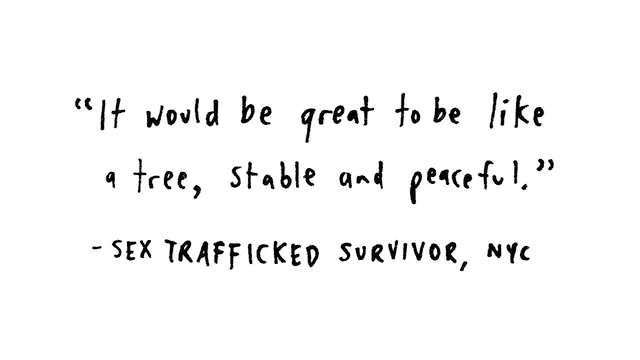 “It would be great to be like
a tree, stable and peaceful.”
- SEX TRAFFICKED SURVIVOR, NYC